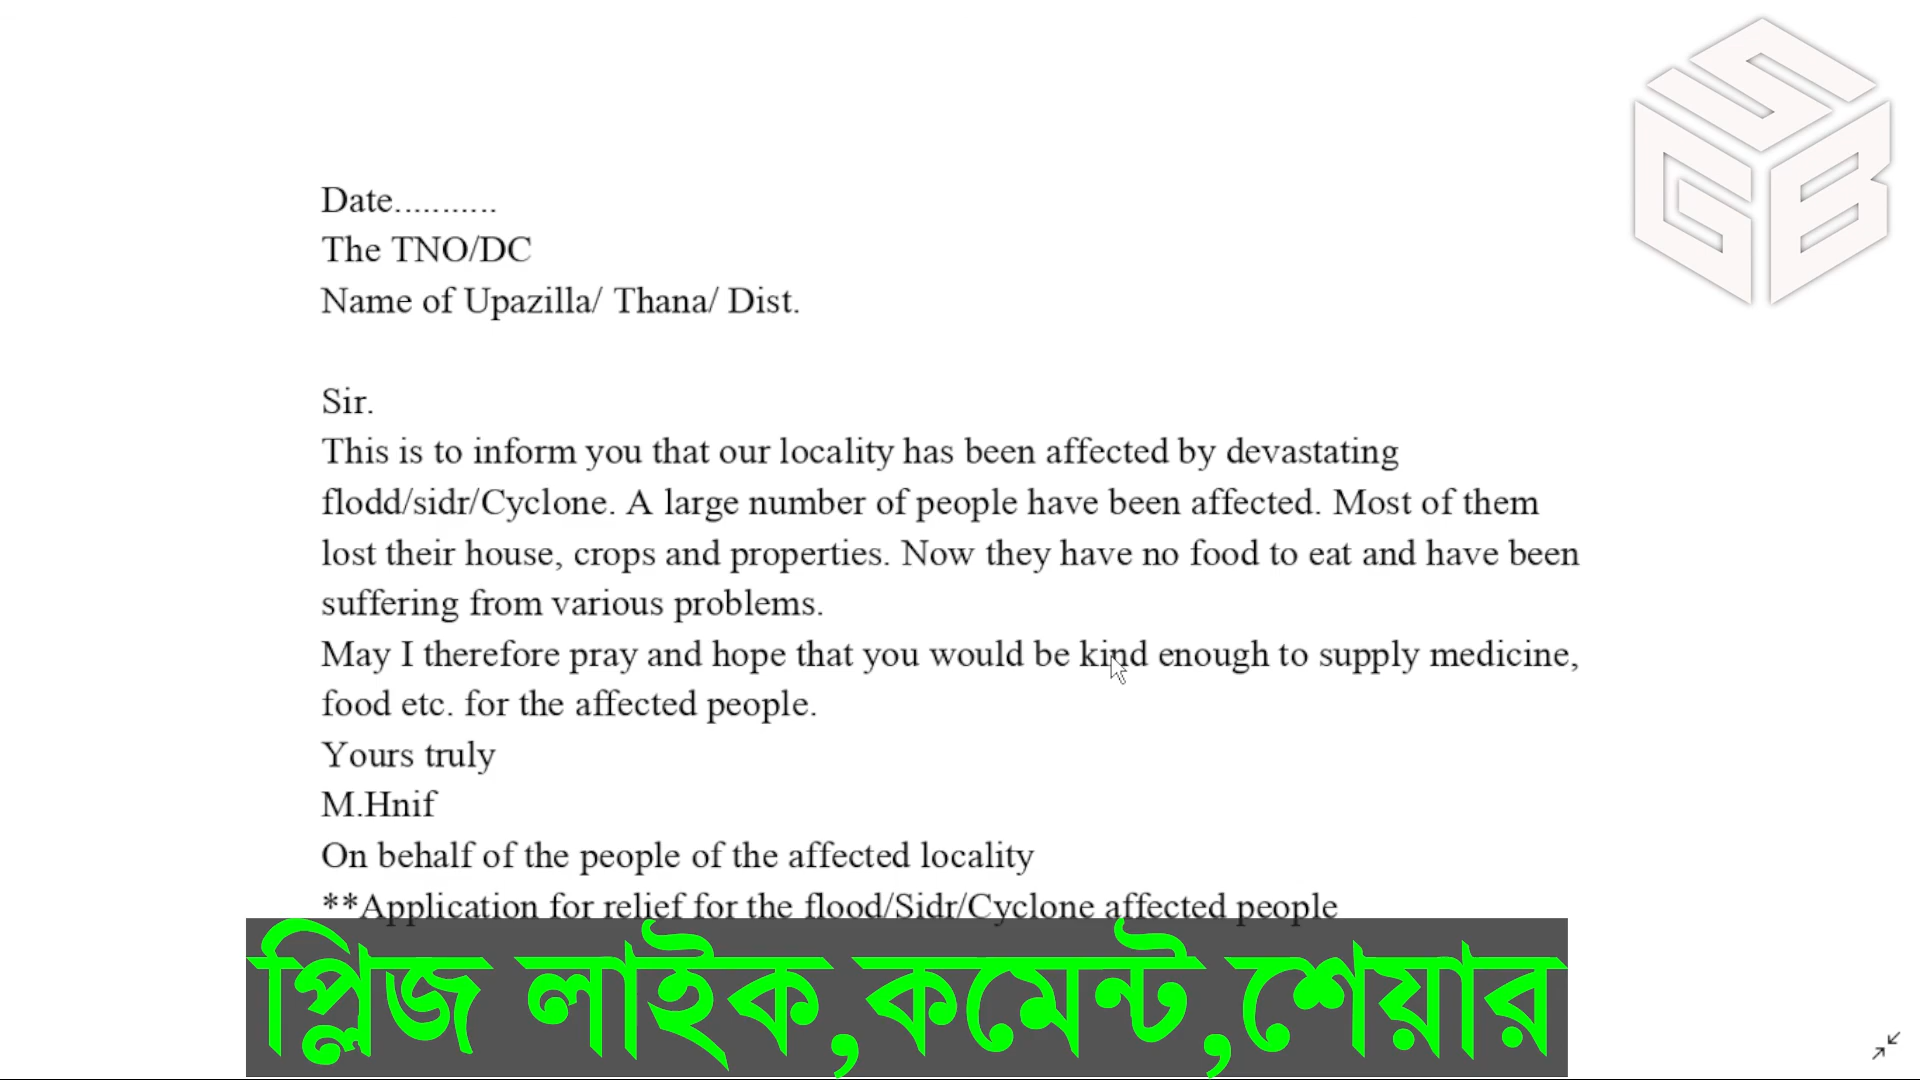 SGB
Date...........
The TNO/DC
Name of Upazilla/ Thana/ Dist.
Sir.
This is to inform you that our locality has been affected by devastating
flodd/sidr/Cyclone. A large number of people have been affected. Most of them
lost their house, crops and properties. Now they have no food to eat and have been
suffering from various problems.
May I therefore pray and hope that you would be kind enough to supply medicine,
food etc. for the affected people.
Yours truly
M.Hnif
On behalf of the people of the affected locality
**Application for relief for the flood/Sidr/Cyclone affected people
প্লিজ লাইক,কমেন্ট,শেয়ার